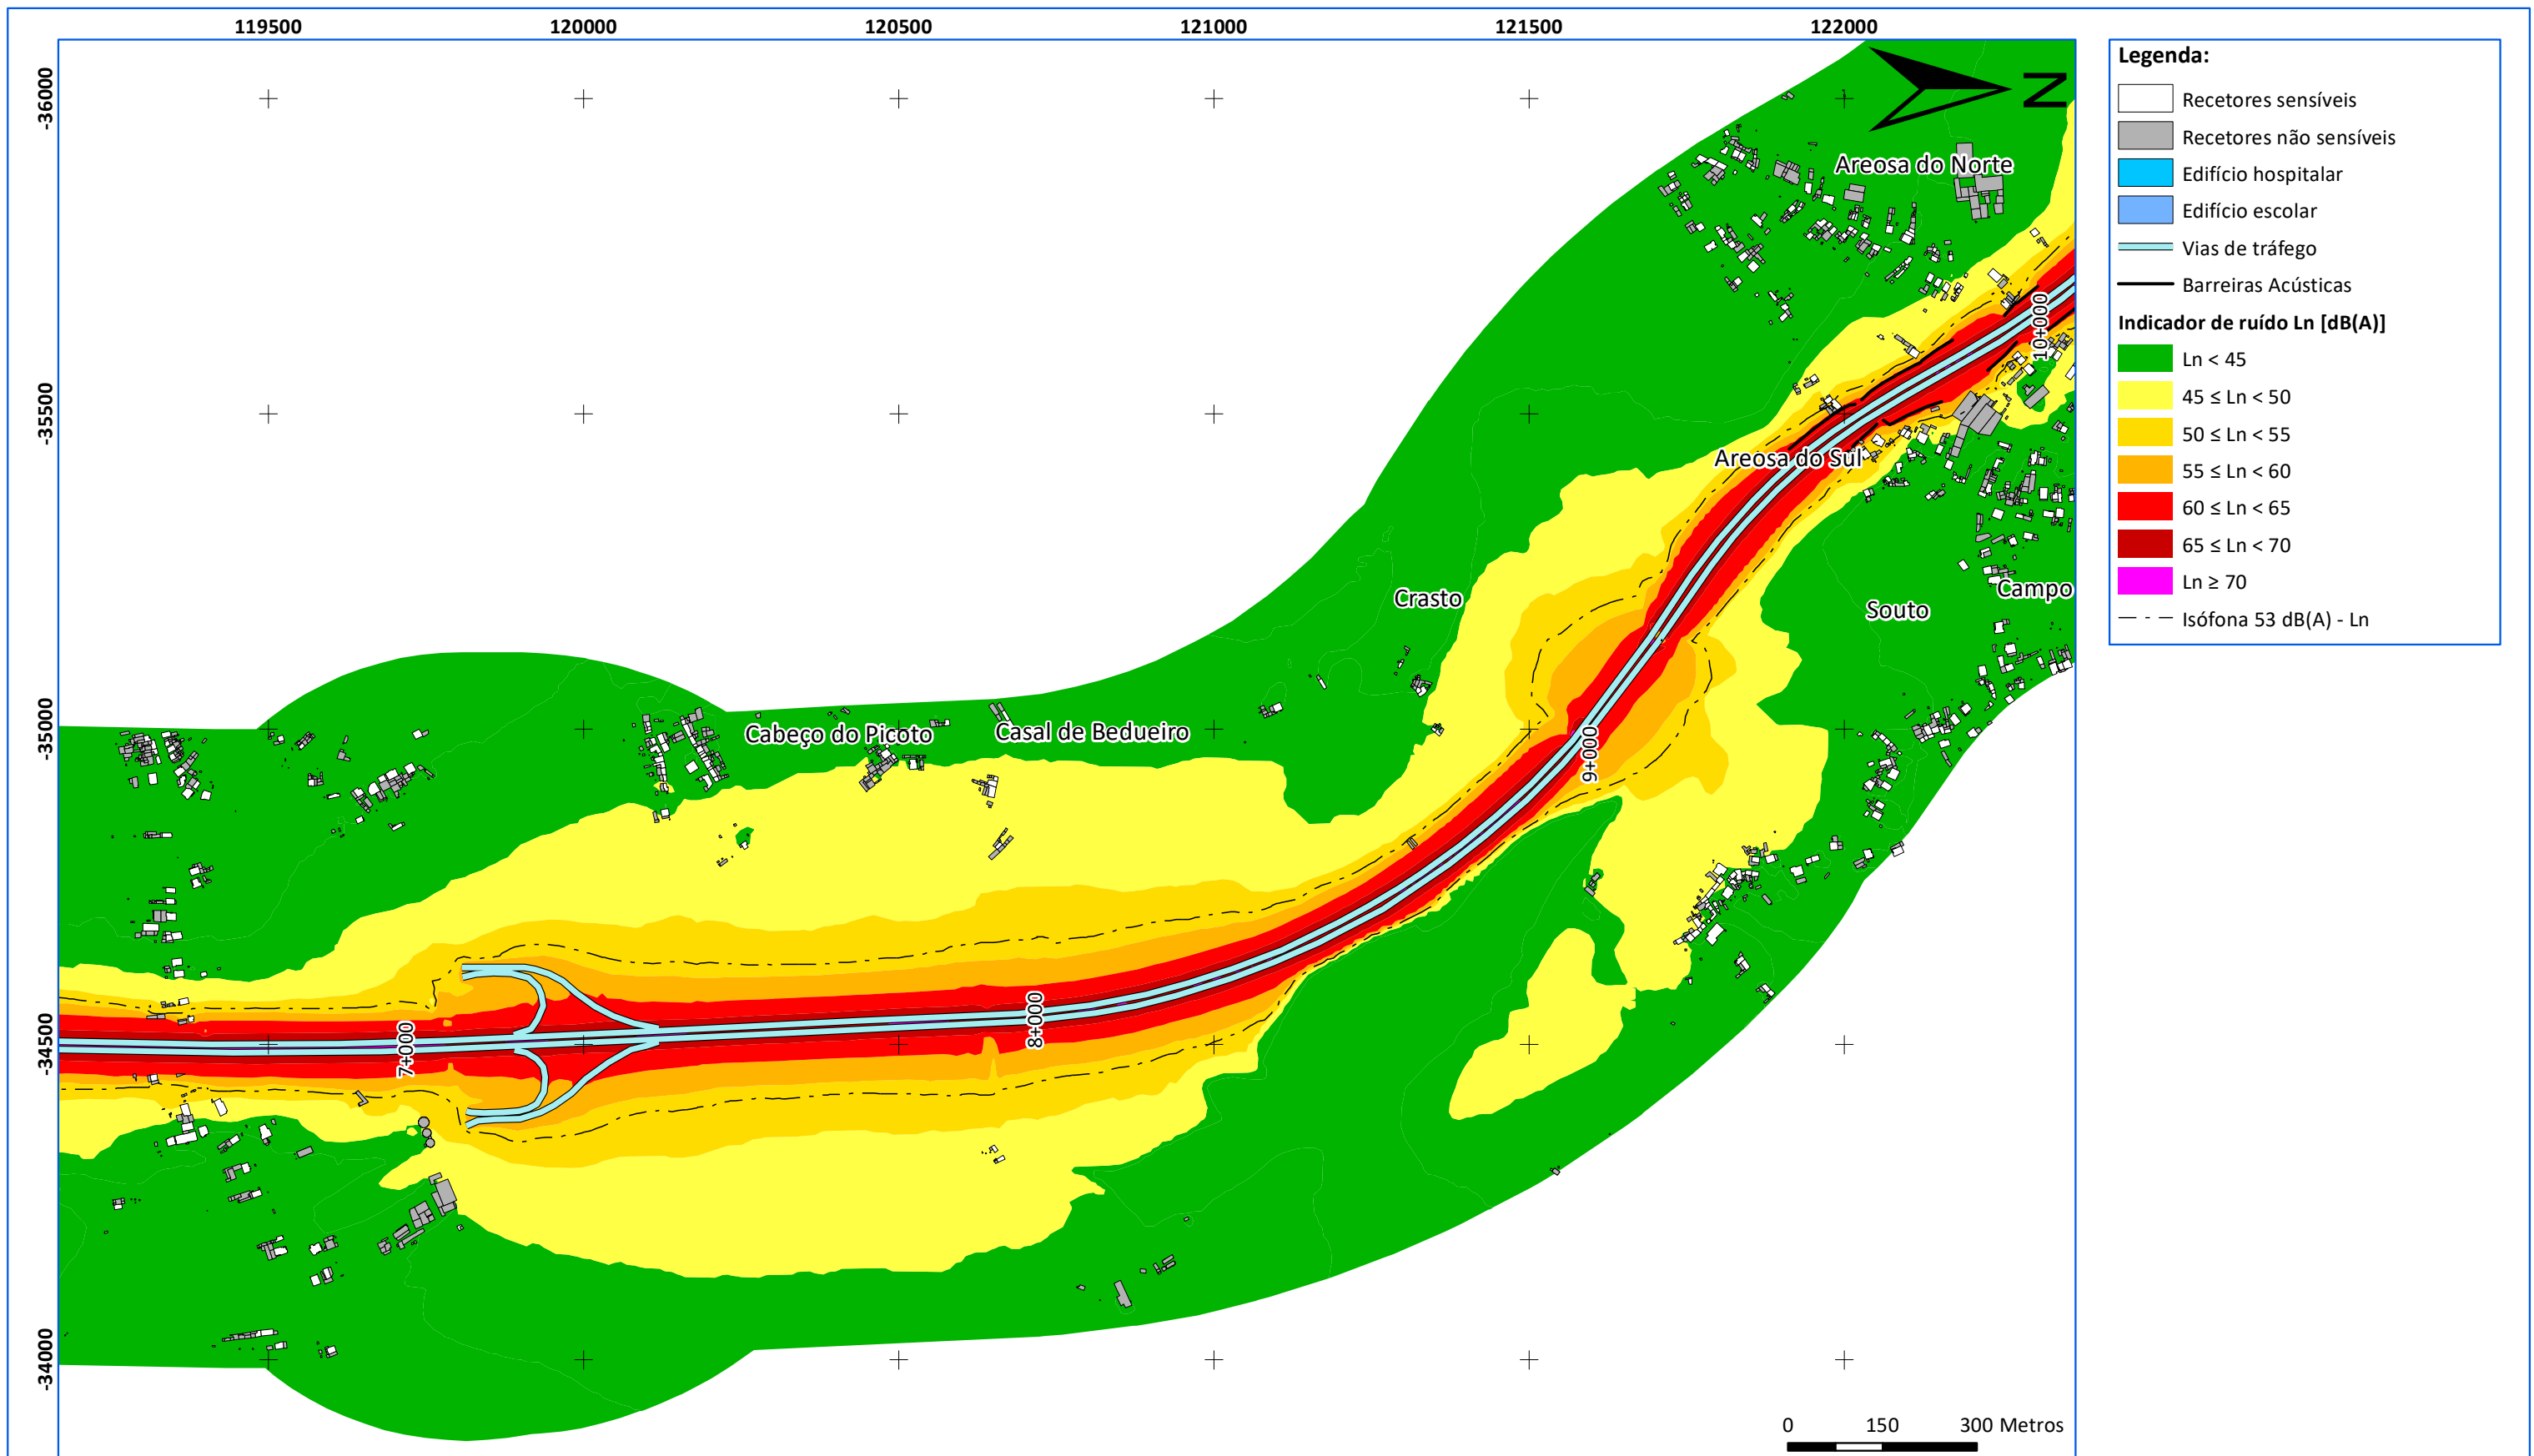 119500 120000 120500 121000 121500 122000
-36000
-35500
-35000
-34500
-34000
N
Areosa do Norte
10+000
Areosa do Sul
Crasto
Souto
Campo
Cabeço do Picoto
Casal de Bedueiro
9+000
8+000
7+000
0 150 300 Metros
Legenda:
Recetores sensíveis
Recetores não sensíveis
Edifício hospitalar
Edifício escolar
Vias de tráfego
Barreiras Acústicas
Indicador de ruído Ln [dB(A)]
Ln < 45
45 ≤ Ln < 50
50 ≤ Ln < 55
55 ≤ Ln < 60
60 ≤ Ln < 65
65 ≤ Ln < 70
Ln ≥ 70
Isófona 53 dB(A) - Ln